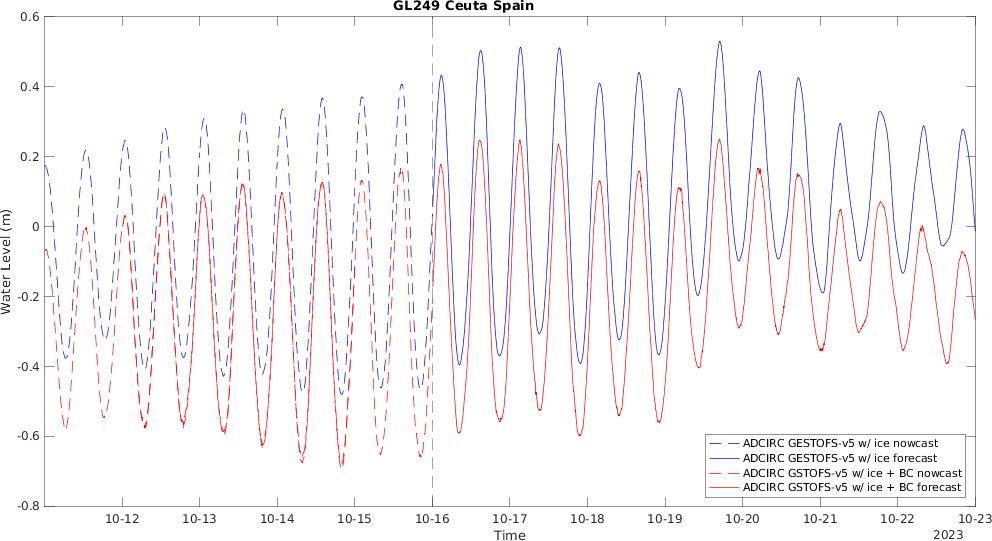 GL249 Ceuta Spain
0.6
0.4
0.2
0
-0.2
-0.4
-0.6
-0.8
Water Level (m)
ADCIRC GESTOFS-v5 w/ ice nowcast
ADCIRC GESTOFS-v5 w/ ice forecast
ADCIRC GSTOFS-v5 w/ ice + BC nowcast
ADCIRC GSTOFS-v5 w/ ice + BC forecast
10-12 10-13 10-14 10-15 10-16 10-17 10-18 10-19 10-20 10-21 10-22 10-23
Time
2023